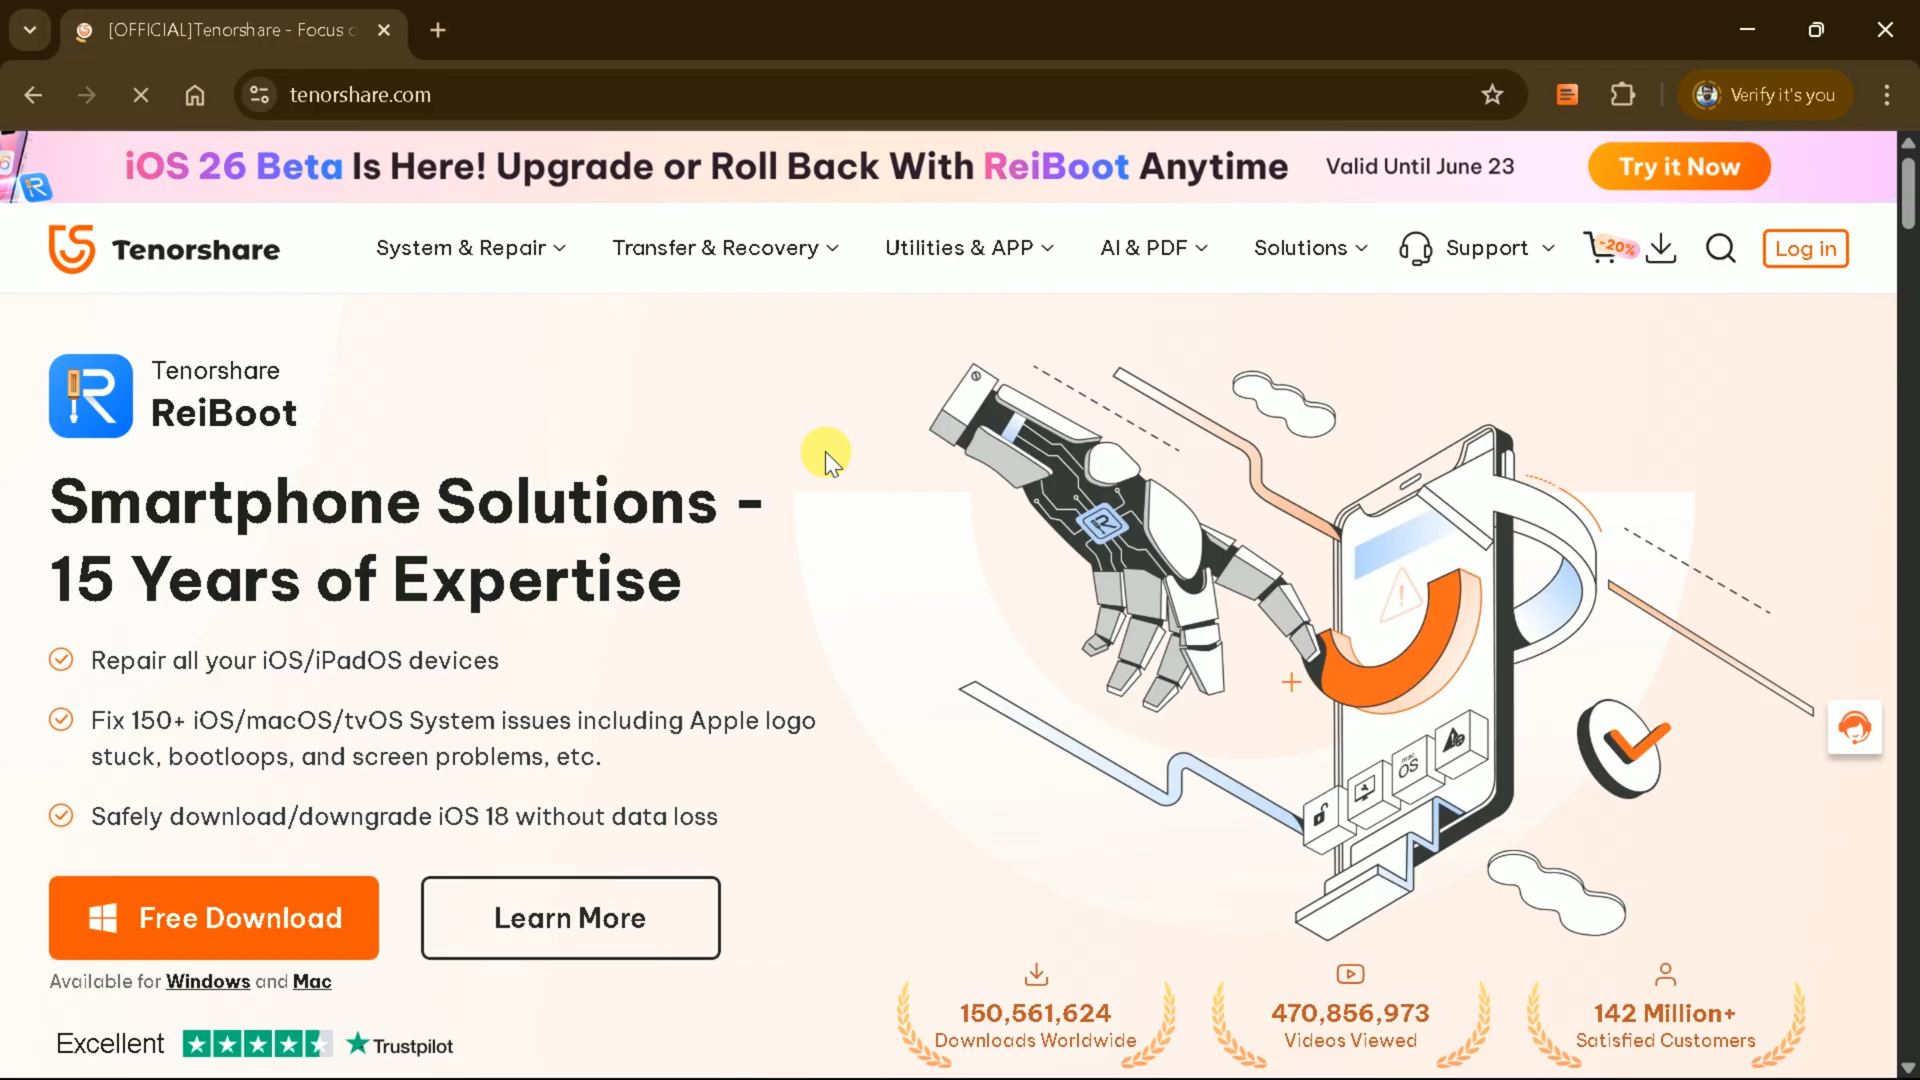 [OFFICIAL]Tenorshare - Focus o
tenorshare.com
Verify it's you
iOS 26 Beta Is Here! Upgrade or Roll Back With ReiBoot Anytime
Valid Until June 23
Try it Now
Tenorshare
System & Repair
Transfer & Recovery
Utilities & APP
AI & PDF
Solutions
Support
-20%
Log in
Tenorshare
ReiBoot
Smartphone Solutions -
15 Years of Expertise
Repair all your iOS/iPadOS devices
Fix 150+ iOS/macOS/tvOS System issues including Apple logo
stuck, bootloops, and screen problems, etc.
Safely download/downgrade iOS 18 without data loss
macOS
Free Download
Learn More
Available for Windows and Mac
Excellent
Trustpilot
150,561,624
Downloads Worldwide
470,856,973
Videos Viewed
142 Million+
Satisfied Customers